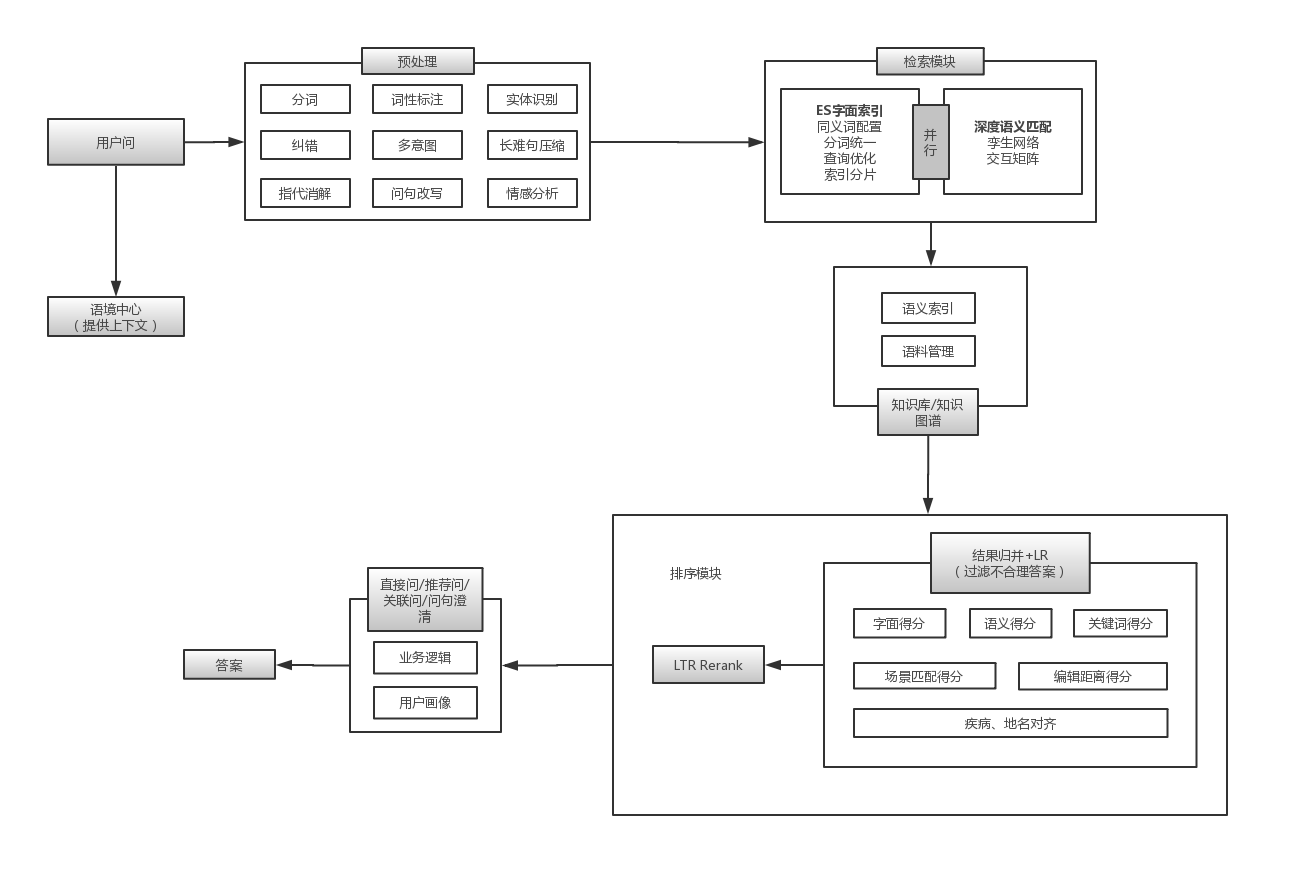 用户问
语境中心
（提供上下文）
预处理
分词
词性标注
实体识别
纠错
多意图
长难句压缩
指代消解
问句改写
情感分析
检索模块
ES字面索引
同义词配置
分词统一
查询优化
索引分片
并
行
深度语义匹配
孪生网络
交互矩阵
语义索引
语料管理
知识库/知识
图谱
排序模块
结果归并+LR
（过滤不合理答案）
字面得分
语义得分
关键词得分
场景匹配得分
编辑距离得分
疾病、地名对齐
LTR Rerank
直接问/推荐问/
关联问/问句澄
清
业务逻辑
用户画像
答案